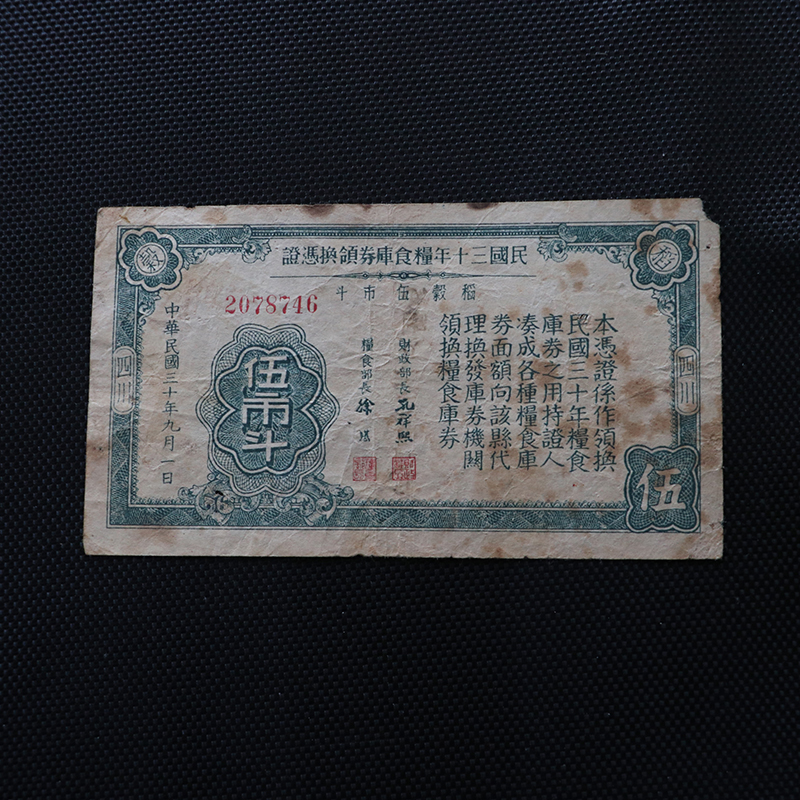 民國三十年糧食庫券領換憑證
稻穀伍市斗
稻
穀
2078746
四川
四川
本憑證係作領換
民國三十年糧食
庫券之用持證人
湊成各種糧食庫
券面額向該縣代
理換發庫券機關
領換糧食庫券
財政部長 孔祥熙
糧食部長 徐堪
伍市斗
中華民國三十年九月一日
伍